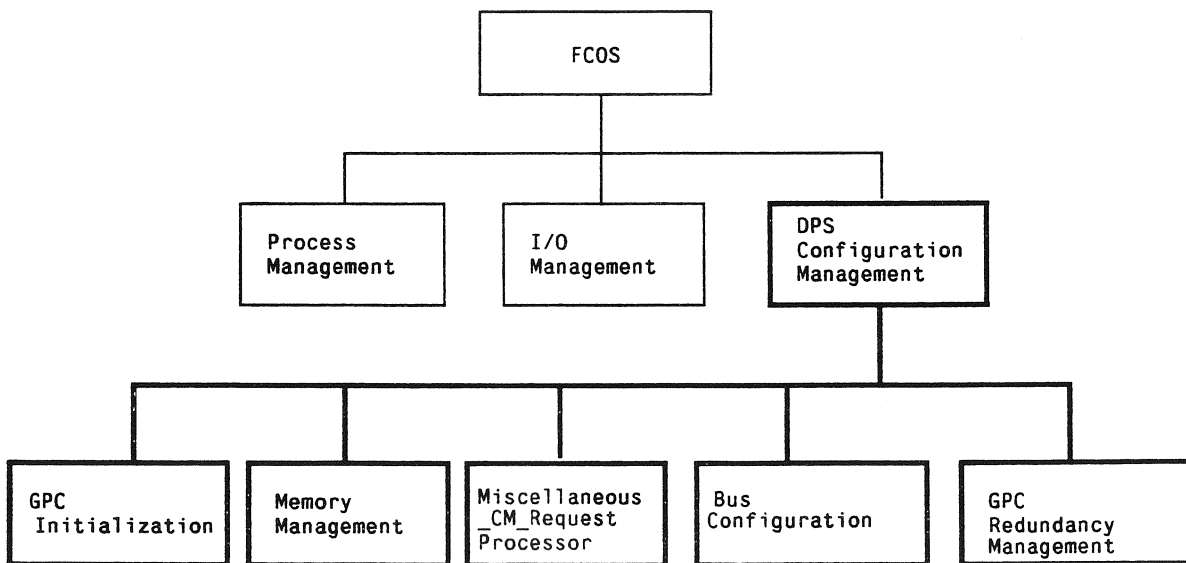 FCOS
Process
Management
I/O
Management
DPS
Configuration
Management
GPC
Initialization
Memory
Management
Miscellaneous
_CM_Request
Processor
Bus
Configuration
GPC
Redundancy
Management